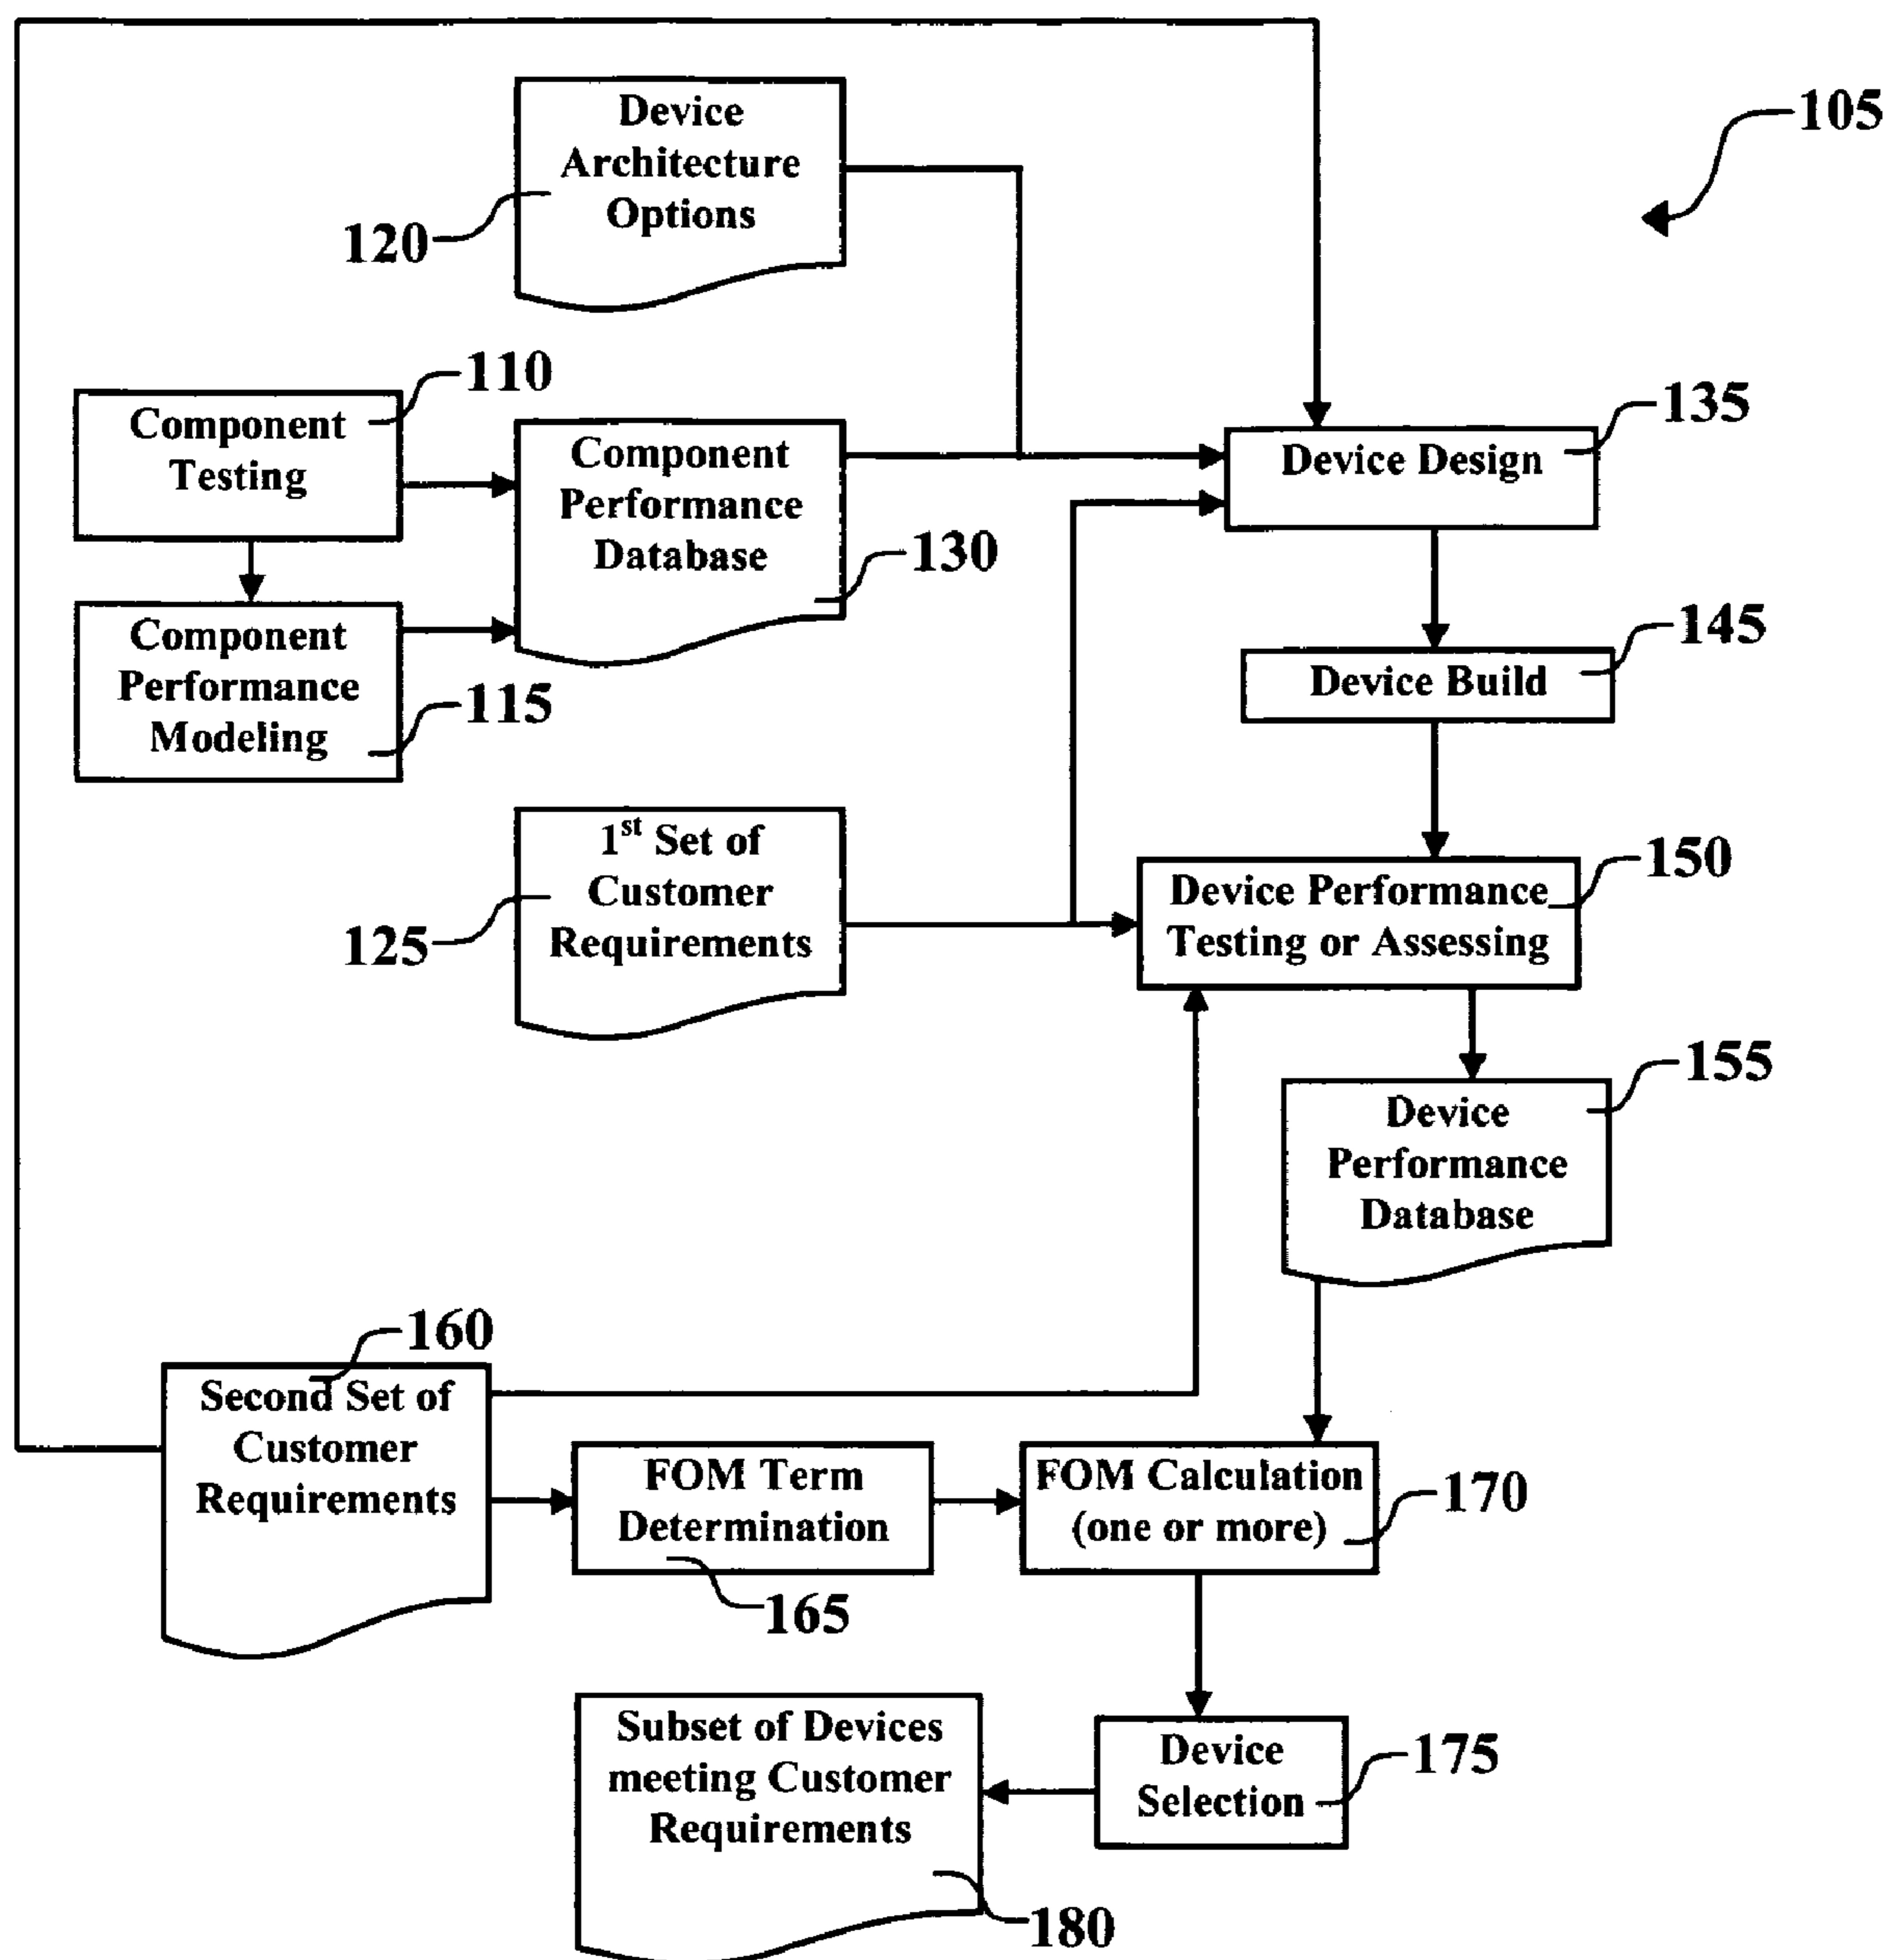 105
Device
Architecture
Options
120
110
Component
Testing
Component
Performance
Database
130
135
Device Design
Component
Performance
Modeling
115
145
Device Build
1st Set of
Customer
Requirements
125
150
Device Performance
Testing or Assessing
155
Device
Performance
Database
160
Second Set of
Customer
Requirements
FOM Term
Determination
165
FOM Calculation
(one or more)
170
Subset of Devices
meeting Customer
Requirements
180
Device
Selection
175